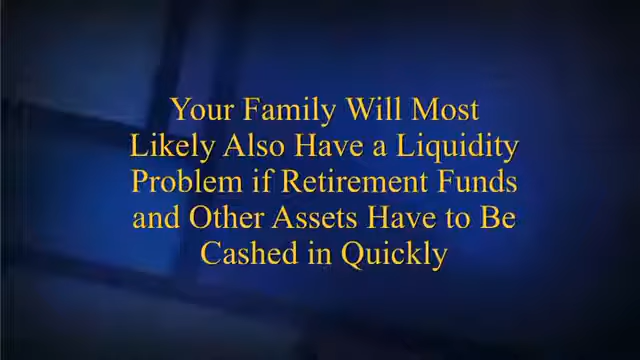 Your Family Will Most
Likely Also Have a Liquidity
Problem if Retirement Funds
and Other Assets Have to Be
Cashed in Quickly